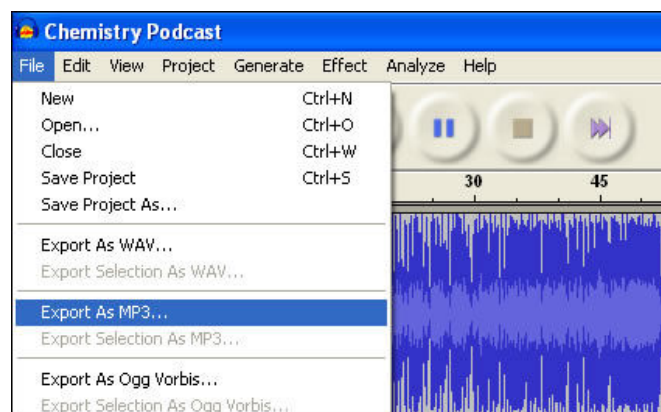 Chemistry Podcast
File Edit View Project Generate Effect Analyze Help
New Ctrl+N
Open... Ctrl+O
Close Ctrl+W
Save Project Ctrl+S
Save Project As...
30 45
Export As WAV...
Export Selection As WAV...
Export As MP3...
Export Selection As MP3...
Export As Ogg Vorbis...
Export Selection As Ogg Vorbis...